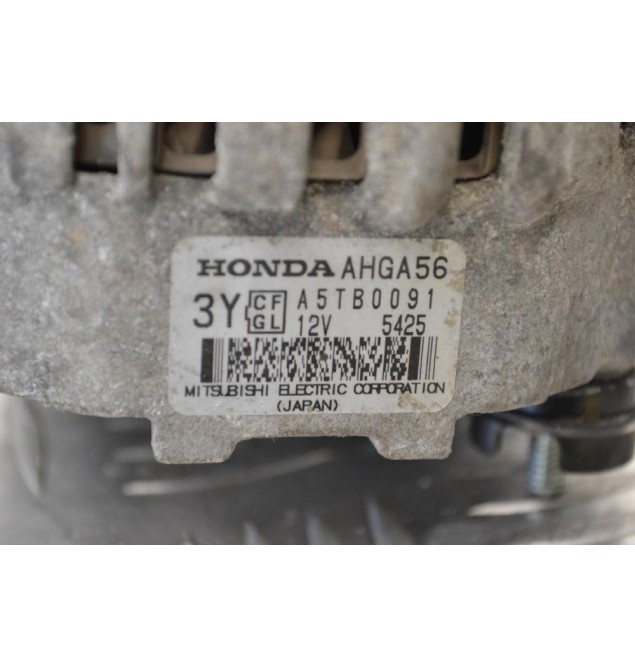 HONDA AHGA56
3Y CF GL A5TB0091
12V 5425
MITSUBISHI ELECTRIC CORPORATION
(JAPAN)